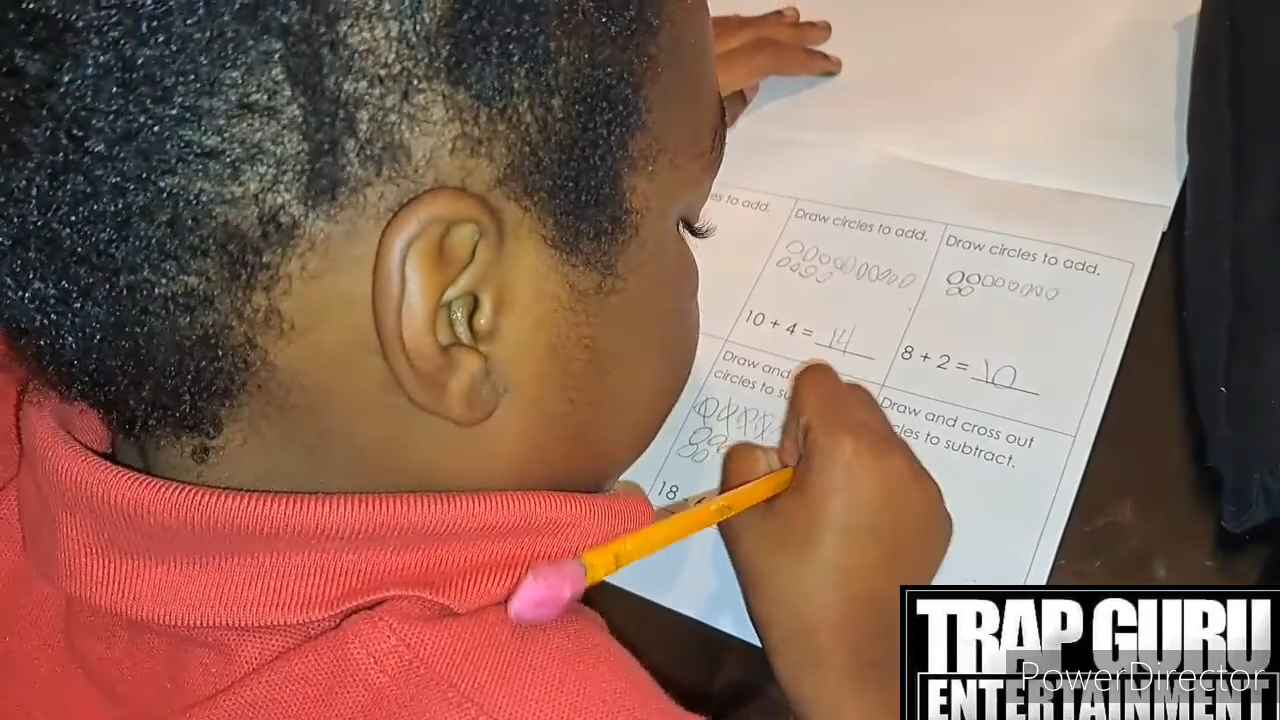 es to add.
Draw circles to add.
Draw circles to add.
10 + 4 = 14
8 + 2 = 10
Draw and
circles to su
Draw and cross out
cles to subtract.
18 -
TRAP GURU
PowerDirector
ENTERTAINMENT